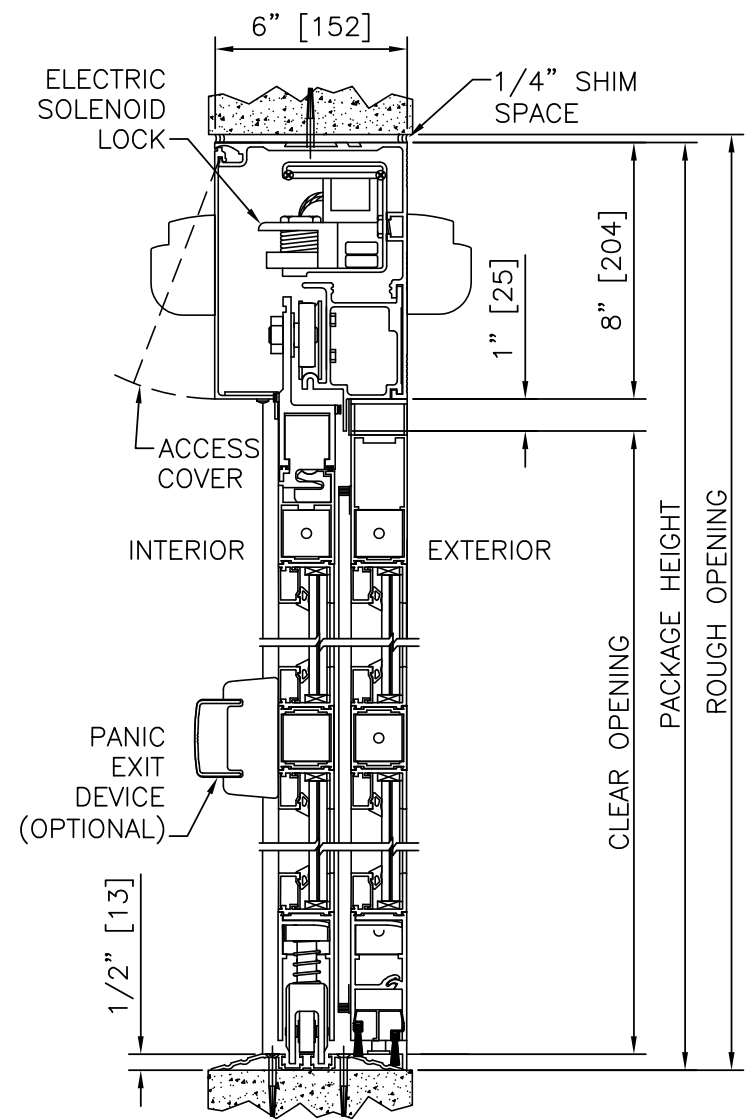 6” [152]
ELECTRIC
SOLENOID
LOCK
1/4” SHIM
SPACE
1” [25]
8” [204]
ACCESS
COVER
INTERIOR
EXTERIOR
CLEAR OPENING
PACKAGE HEIGHT
ROUGH OPENING
PANIC
EXIT
DEVICE
(OPTIONAL)
1/2” [13]